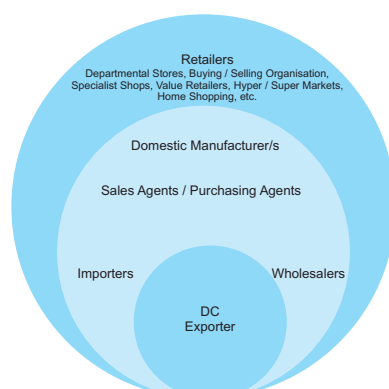 Retailers
Departmental Stores, Buying / Selling Organisation,
Specialist Shops, Value Retailers, Hyper / Super Markets,
Home Shopping, etc.
Domestic Manufacturer/s
Sales Agents / Purchasing Agents
Importers
Wholesalers
DC
Exporter